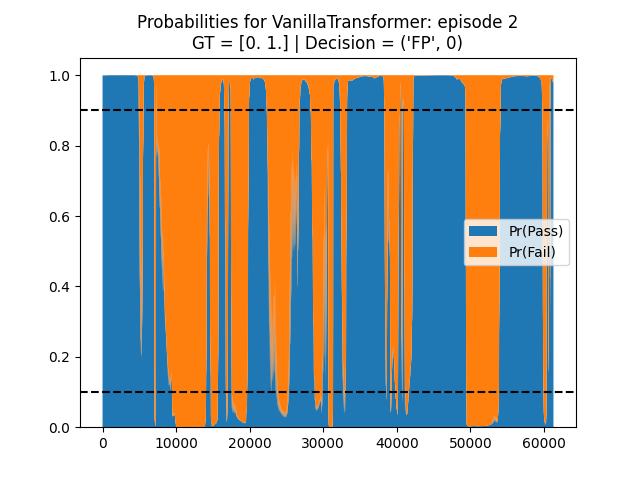 Probabilities for VanillaTransformer: episode 2
GT = [0. 1.] | Decision = ('FP', 0)
1.0
0.8
0.6
0.4
0.2
0.0
Pr(Pass)
Pr(Fail)
0 10000 20000 30000 40000 50000 60000